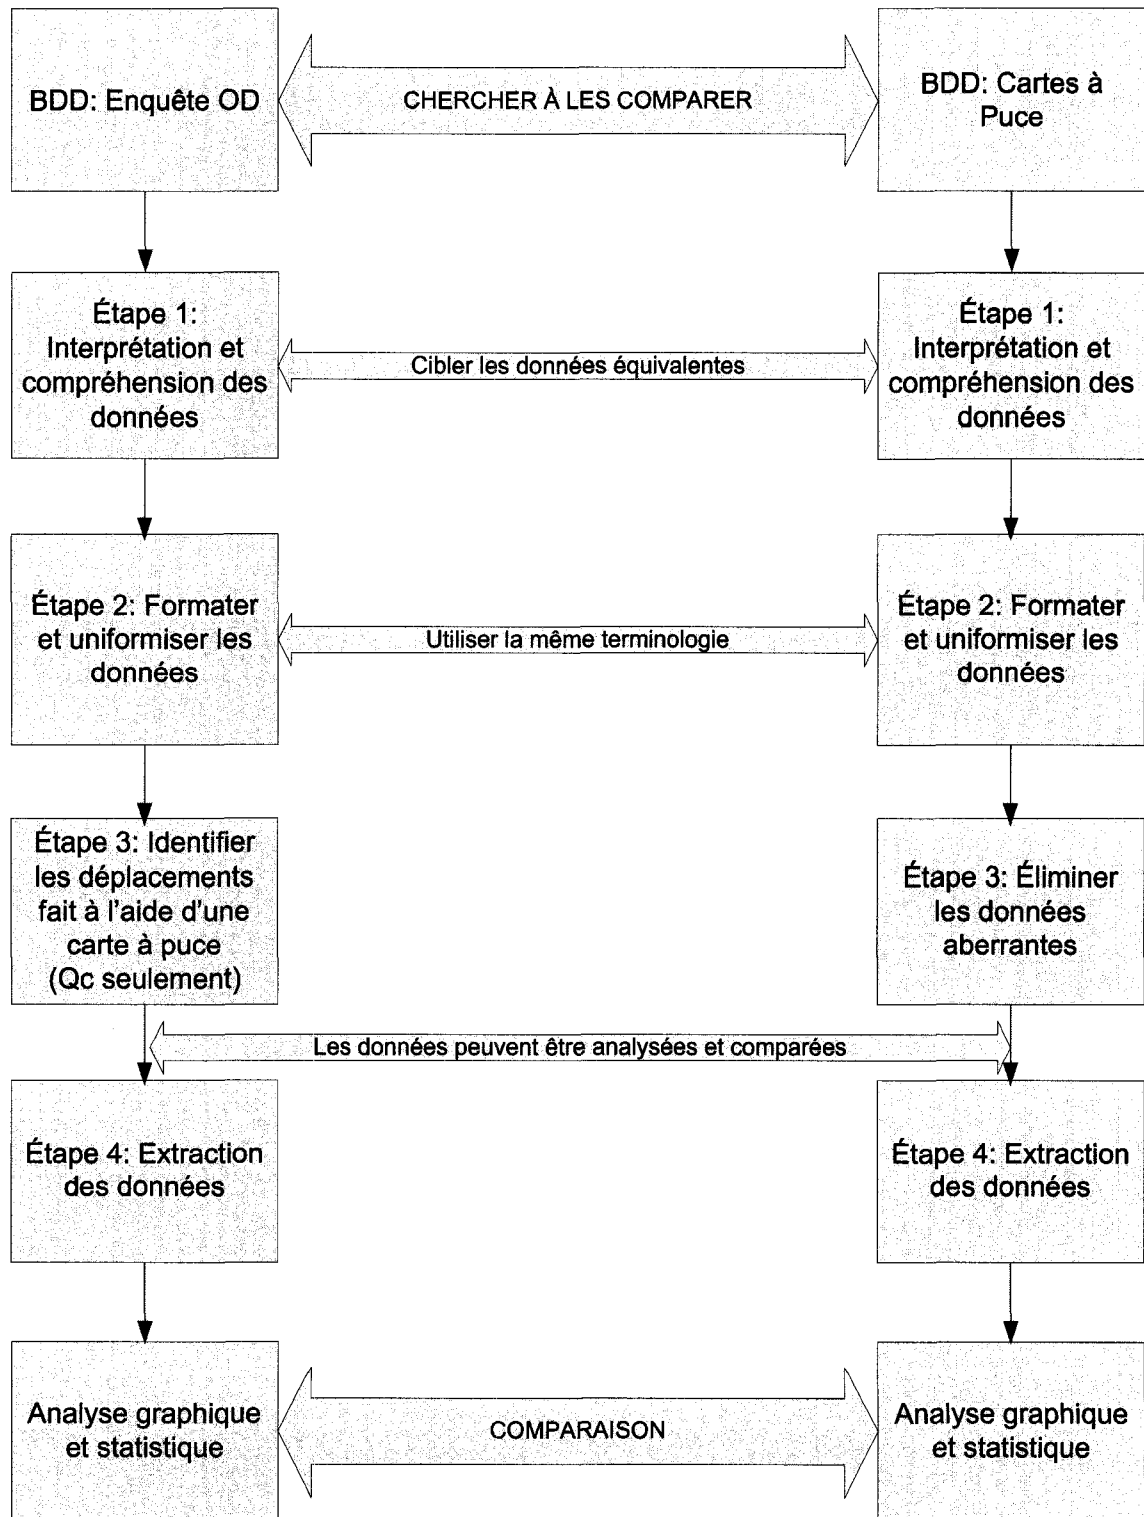 BDD: Enquête OD
CHERCHER À LES COMPARER
BDD: Cartes à
Puce
Étape 1:
Interprétation et
compréhension des
données
Cibler les données équivalentes
Étape 1:
Interprétation et
compréhension des
données
Étape 2: Formater
et uniformiser les
données
Utiliser la même terminologie
Étape 2: Formater
et uniformiser les
données
Étape 3: Identifier
les déplacements
fait à l'aide d'une
carte à puce
(Qc seulement)
Étape 3: Éliminer
les données
aberrantes
Les données peuvent être analysées et comparées
Étape 4: Extraction
des données
Étape 4: Extraction
des données
Analyse graphique
et statistique
COMPARAISON
Analyse graphique
et statistique